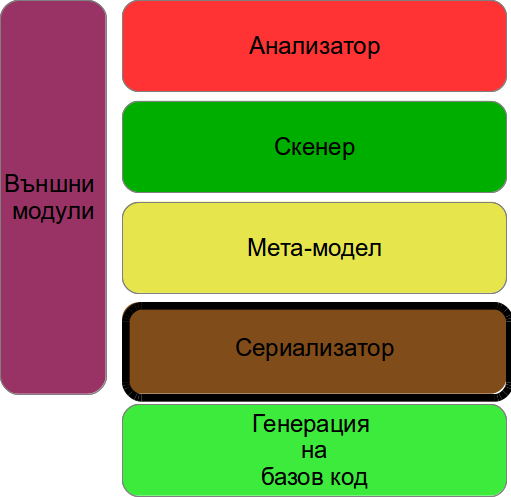 Външни
модули
Анализатор
Скенер
Мета-модел
Сериализатор
Генерация
на
базов код